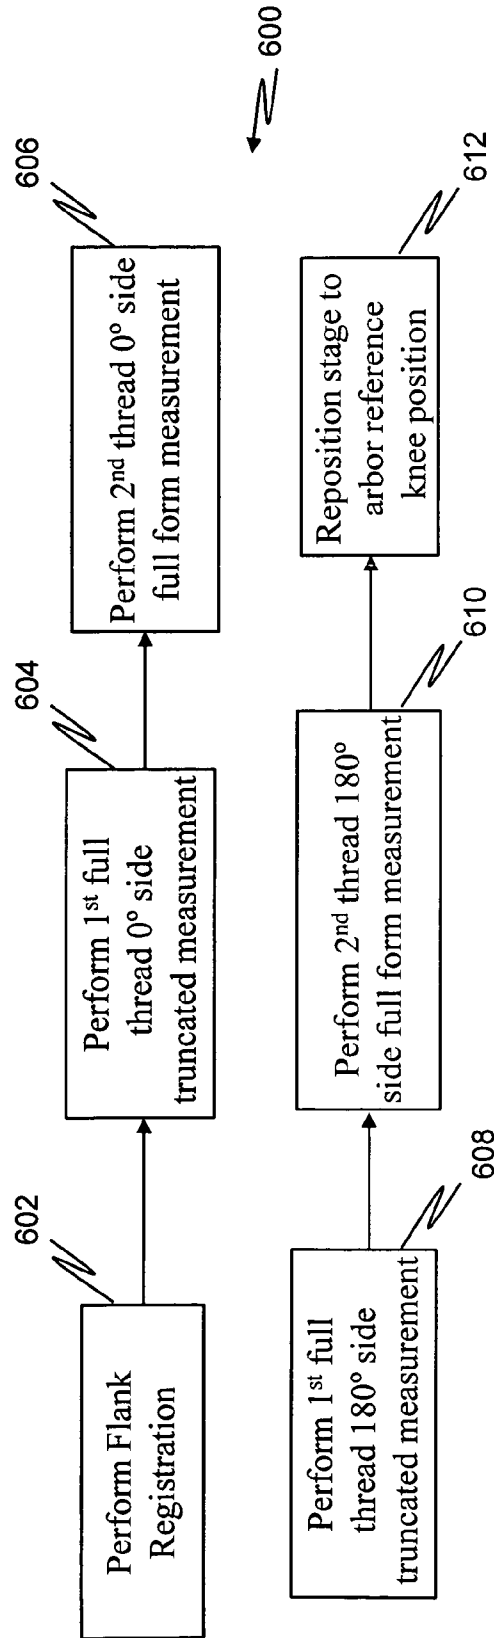 600
602
Perform Flank
Registration
604
Perform 1st full
thread 0° side
truncated measurement
606
Perform 2nd thread 0° side
full form measurement
608
Perform 1st full
thread 180° side
truncated measurement
610
Perform 2nd thread 180°
side full form measurement
612
Reposition stage to
arbor reference
knee position